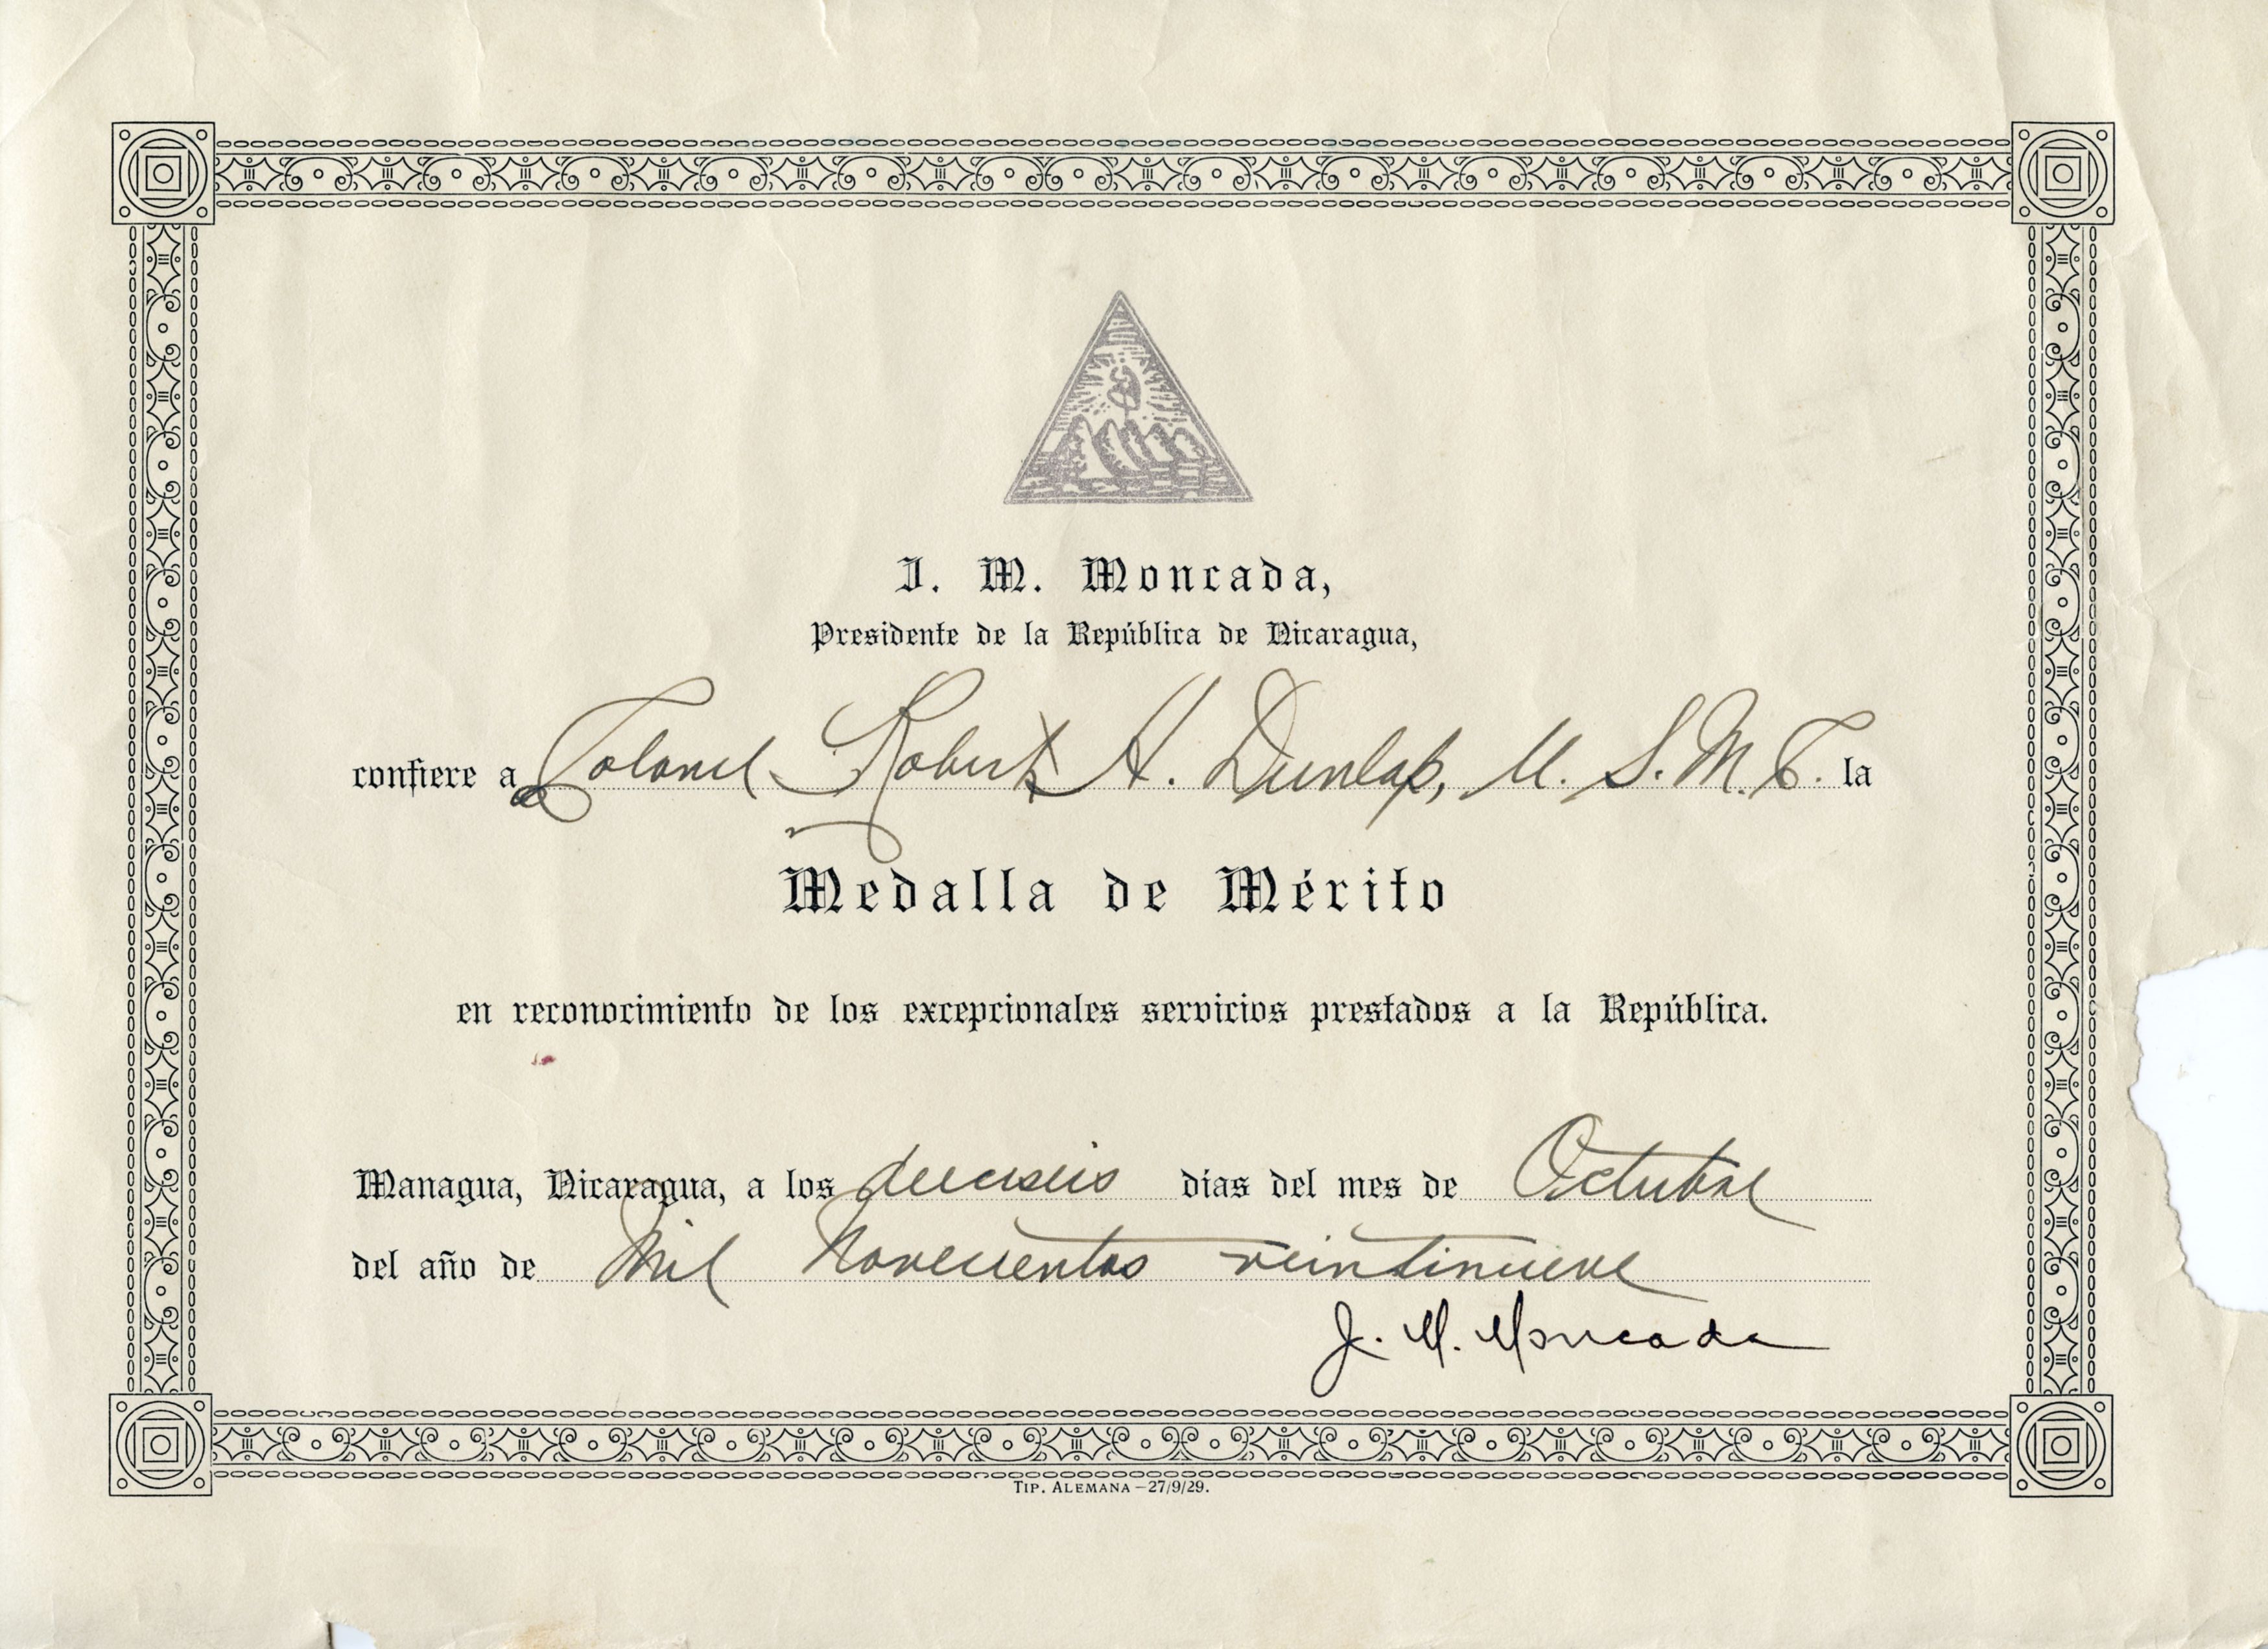 J. M. Moncada,
Presidente de la República de Nicaragua,
confiere a Colonel Robert H. Dunlap, U. S. M. C. la
Medalla de Mérito
en reconocimiento de los excepcionales servicios prestados a la República.
Managua, Nicaragua, a los dieciseis días del mes de Octubre
del año de mil novecientos veintinueve
J. M. Moncada
TIP. ALEMANA—27/9/29.